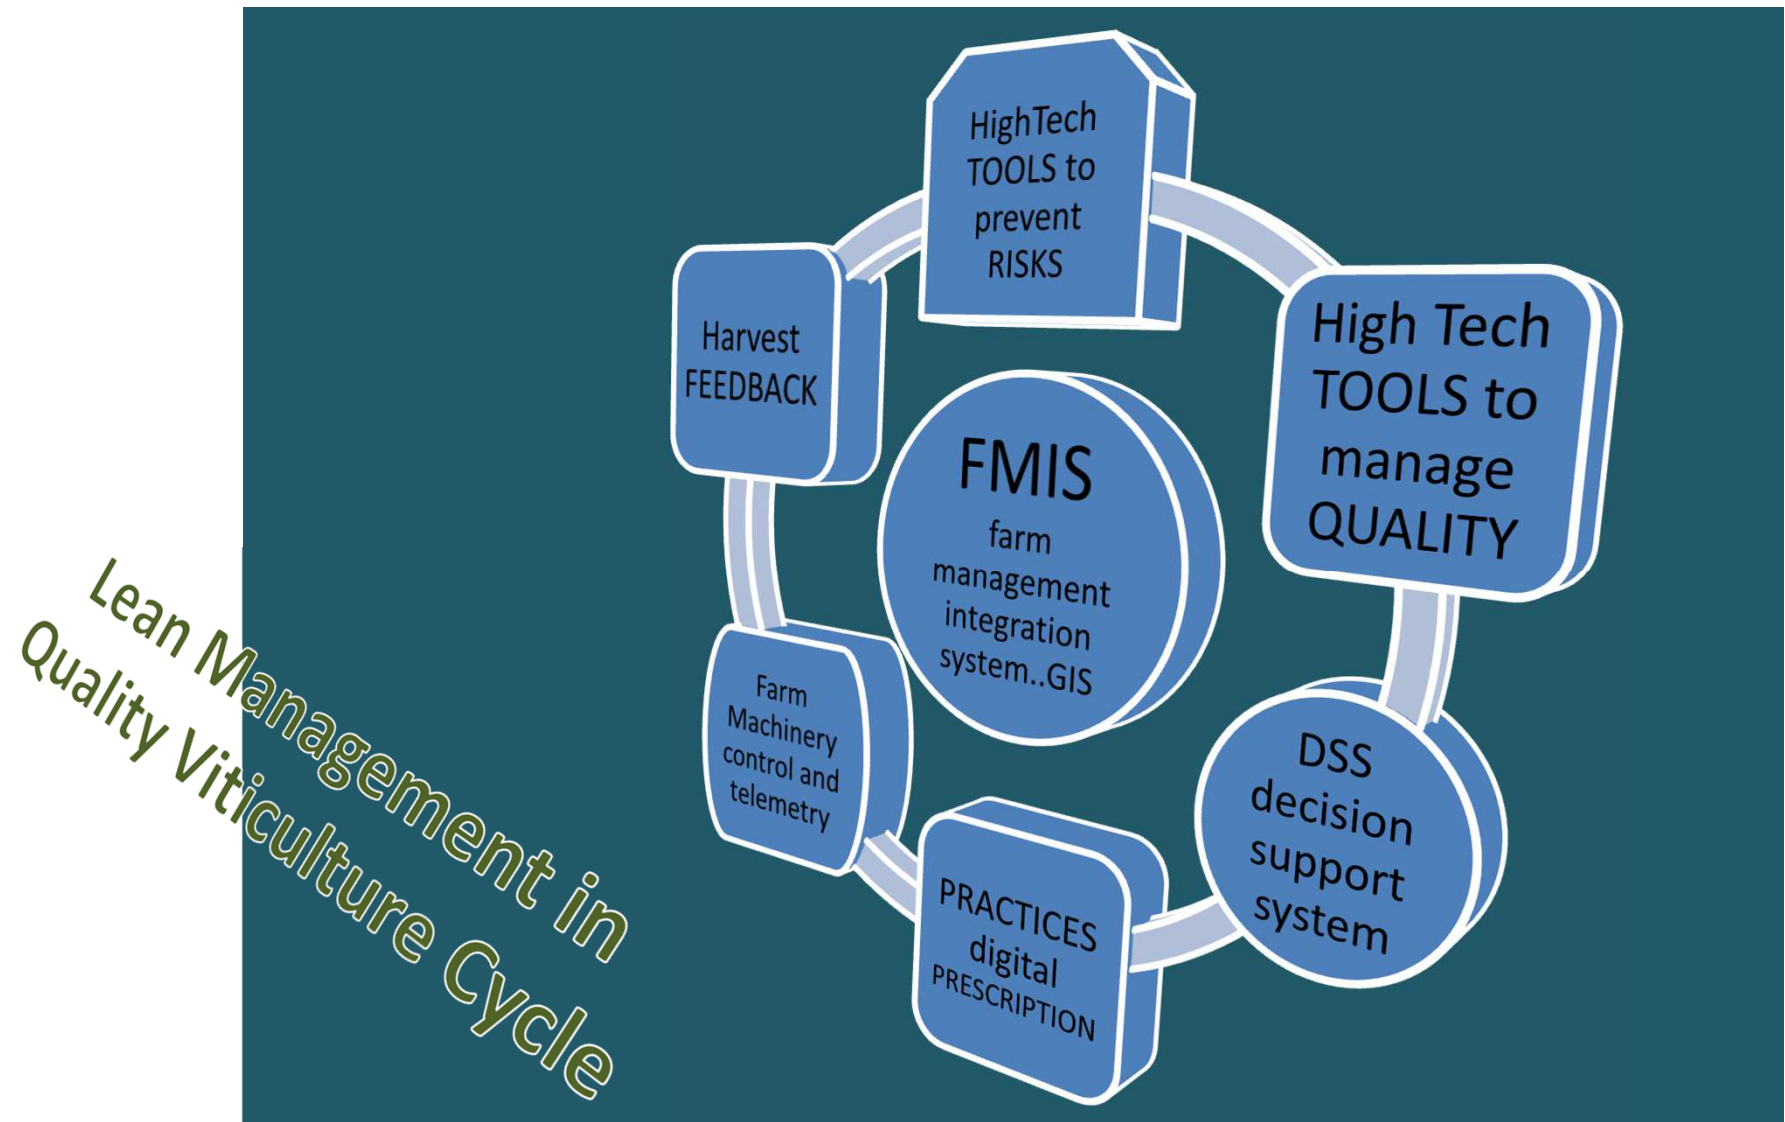 HighTech
TOOLS to
prevent
RISKS
High Tech
TOOLS to
manage
QUALITY
Harvest
FEEDBACK
FMIS
farm
management
integration
system..GIS
DSS
decision
support
system
Farm
Machinery
control and
telemetry
PRACTICES
digital
PRESCRIPTION
Lean Management in
Quality Viticulture Cycle